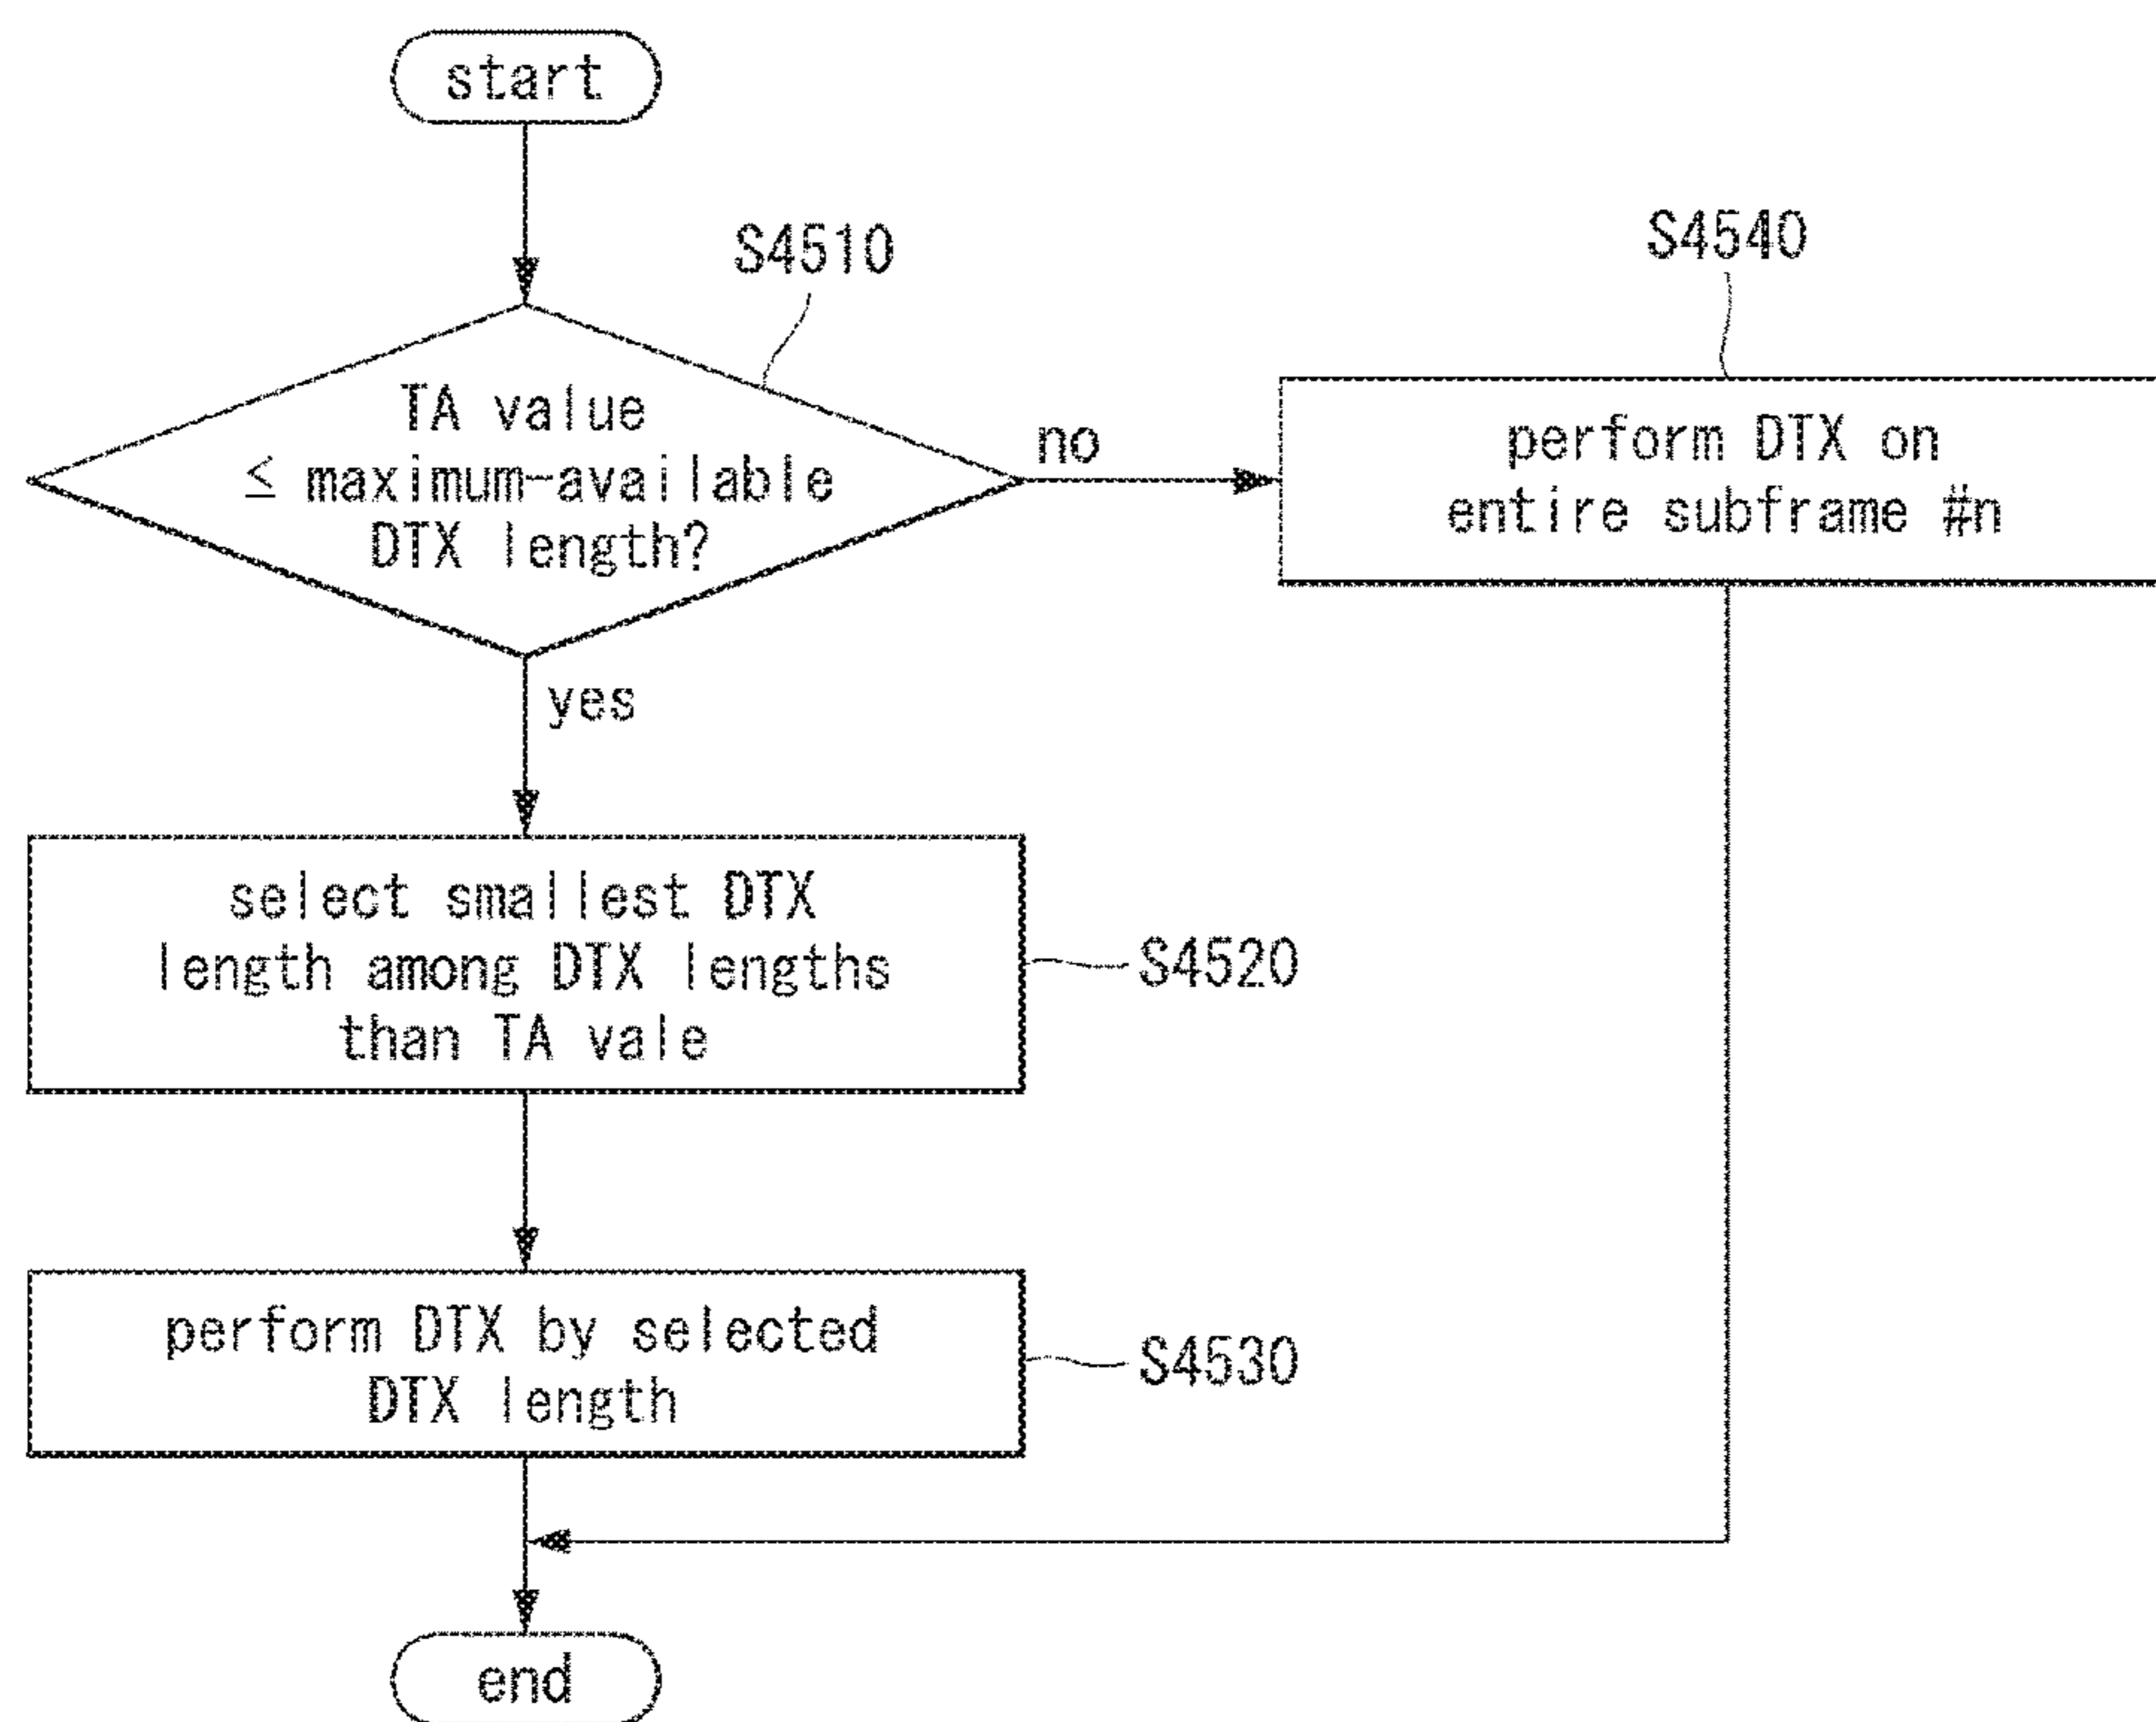 start
S4510
S4540
TA value
≤ maximum-available
DTX length?
no
perform DTX on
entire subframe #n
yes
select smallest DTX
length among DTX lengths
than TA vale
S4520
perform DTX by selected
DTX length
S4530
end